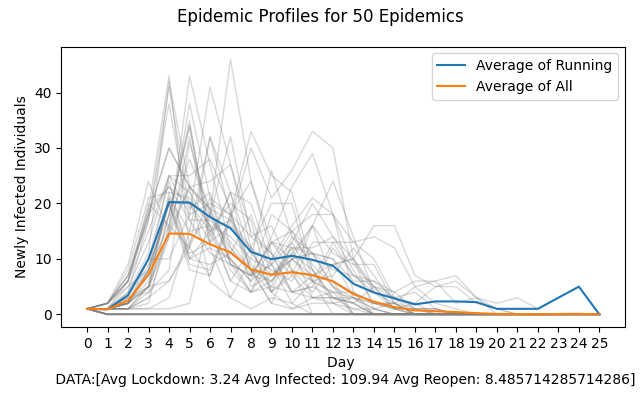 Epidemic Profiles for 50 Epidemics
Average of Running
Average of All
Newly Infected Individuals
40
30
20
10
0
0 1 2 3 4 5 6 7 8 9 10 11 12 13 14 15 16 17 18 19 20 21 22 23 24 25
Day
DATA:[Avg Lockdown: 3.24 Avg Infected: 109.94 Avg Reopen: 8.485714285714286]